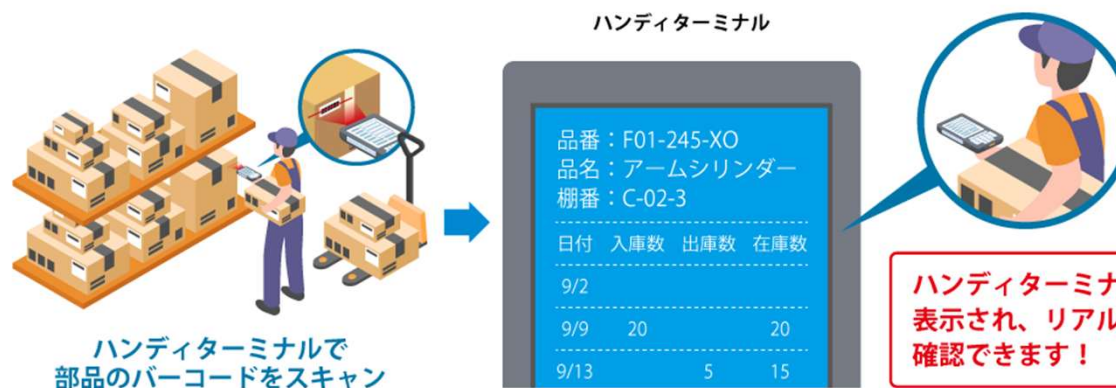 ハンディターミナル
品番：F01-245-XO
品名：アームシリンダー
棚番：C-02-3
日付 入庫数 出庫数 在庫数
9/2
9/9 20 20
9/13 5 15
ハンディターミナルで
部品のバーコードをスキャン
ハンディターミナ
表示され、リアル
確認できます！